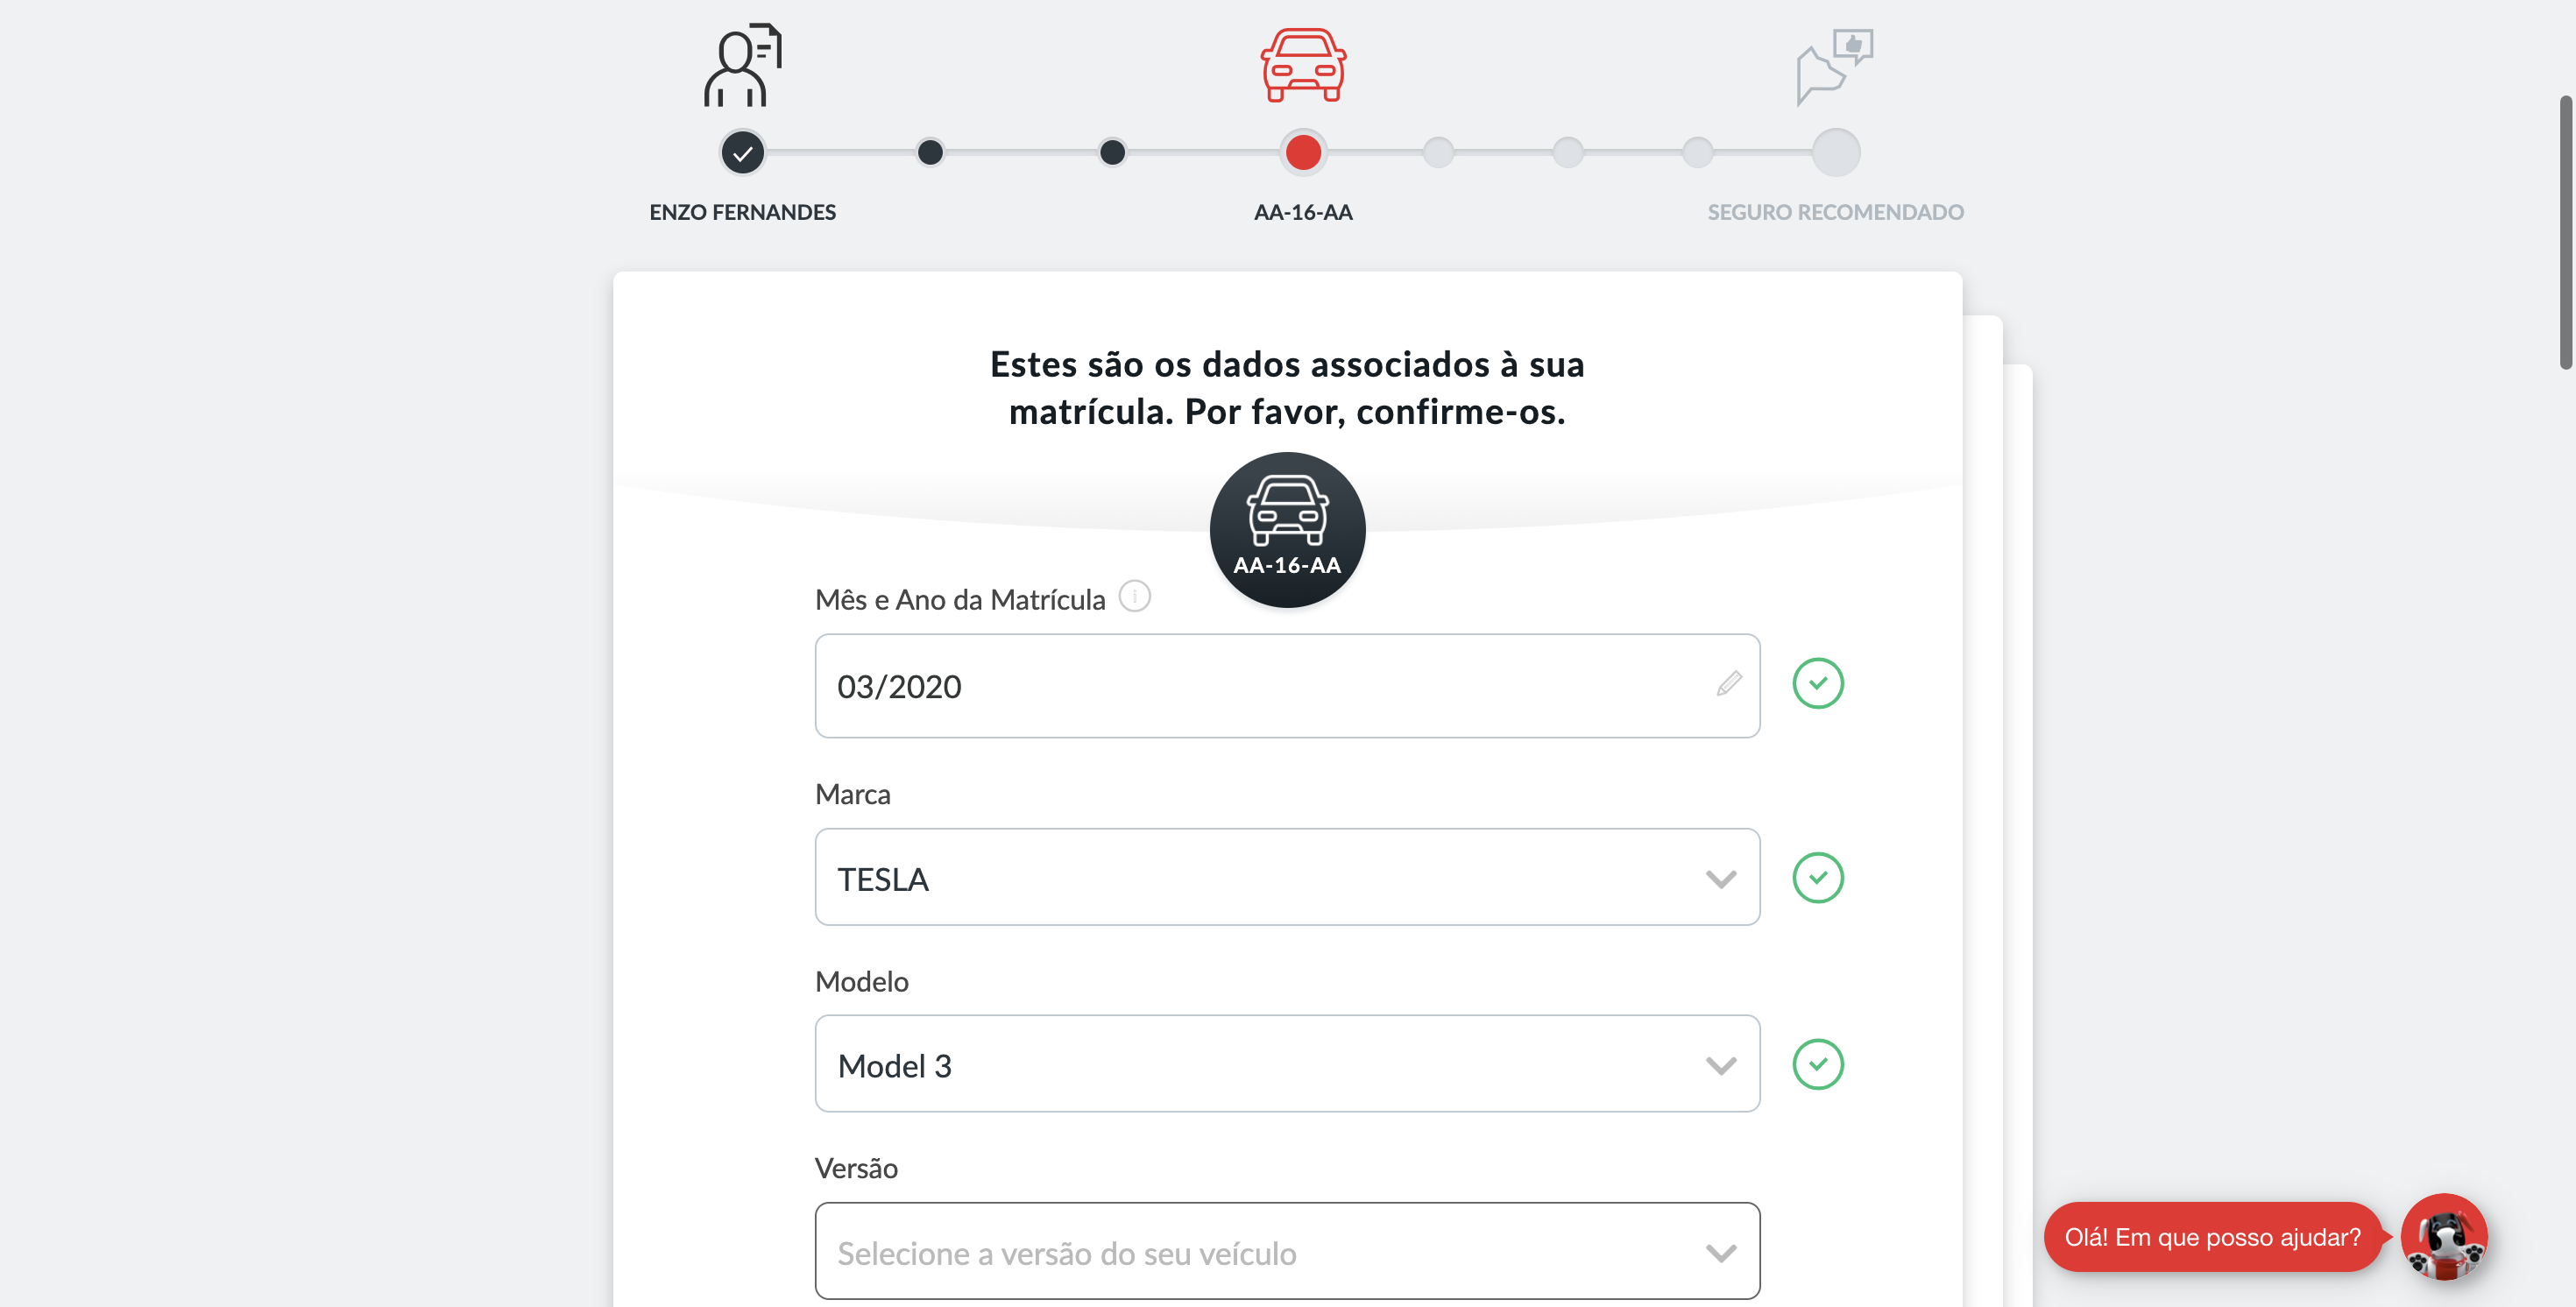 ENZO FERNANDES
AA-16-AA
SEGURO RECOMENDADO
Estes são os dados associados à sua
matrícula. Por favor, confirme-os.
AA-16-AA
Mês e Ano da Matrícula i
03/2020
Marca
TESLA
Modelo
Model 3
Versão
Selecione a versão do seu veículo
Olá! Em que posso ajudar?